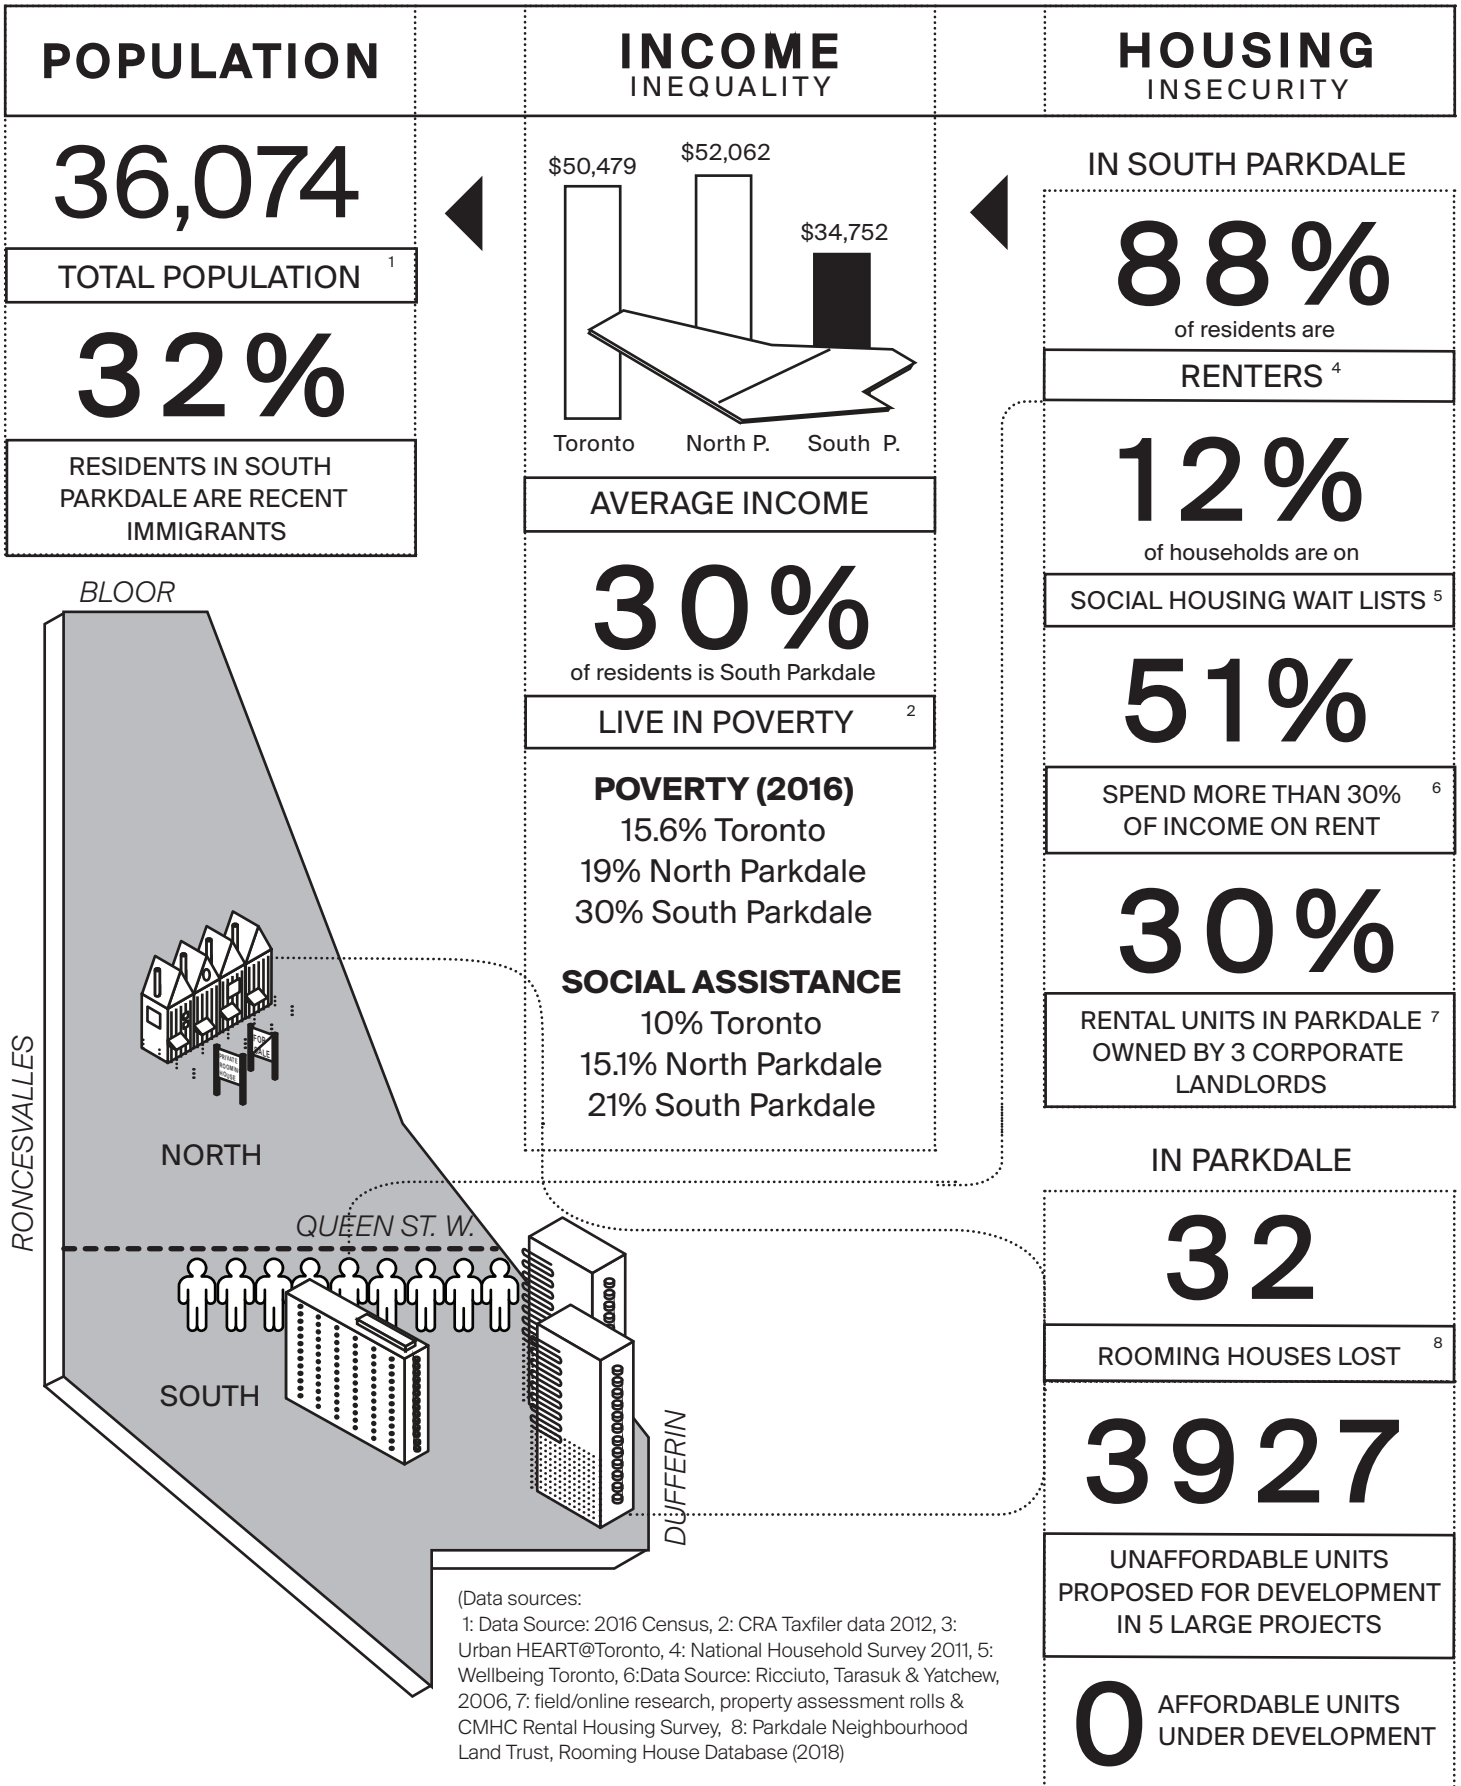 POPULATION
36,074
TOTAL POPULATION 1
32%
RESIDENTS IN SOUTH
PARKDALE ARE RECENT
IMMIGRANTS
INCOME
INEQUALITY
$50,479
$52,062
$34,752
Toronto
North P.
South P.
AVERAGE INCOME
30%
of residents is South Parkdale
LIVE IN POVERTY 2
POVERTY (2016)
15.6% Toronto
19% North Parkdale
30% South Parkdale
SOCIAL ASSISTANCE
10% Toronto
15.1% North Parkdale
21% South Parkdale
HOUSING
INSECURITY
IN SOUTH PARKDALE
88%
of residents are
RENTERS 4
12%
of households are on
SOCIAL HOUSING WAIT LISTS 5
51%
SPEND MORE THAN 30% 6
OF INCOME ON RENT
30%
RENTAL UNITS IN PARKDALE 7
OWNED BY 3 CORPORATE
LANDLORDS
IN PARKDALE
32
ROOMING HOUSES LOST 8
3927
UNAFFORDABLE UNITS
PROPOSED FOR DEVELOPMENT
IN 5 LARGE PROJECTS
0 AFFORDABLE UNITS
UNDER DEVELOPMENT
BLOOR
RONCESVALLES
PRIVATE
ROOMING
HOUSE
FOR
SALE
NORTH
QUEEN ST. W.
SOUTH
DUFFERIN
(Data sources:
1: Data Source: 2016 Census, 2: CRA Taxfiler data 2012, 3:
Urban HEART@Toronto, 4: National Household Survey 2011, 5:
Wellbeing Toronto, 6:Data Source: Ricciuto, Tarasuk & Yatchew,
2006, 7: field/online research, property assessment rolls &
CMHC Rental Housing Survey, 8: Parkdale Neighbourhood
Land Trust, Rooming House Database (2018)